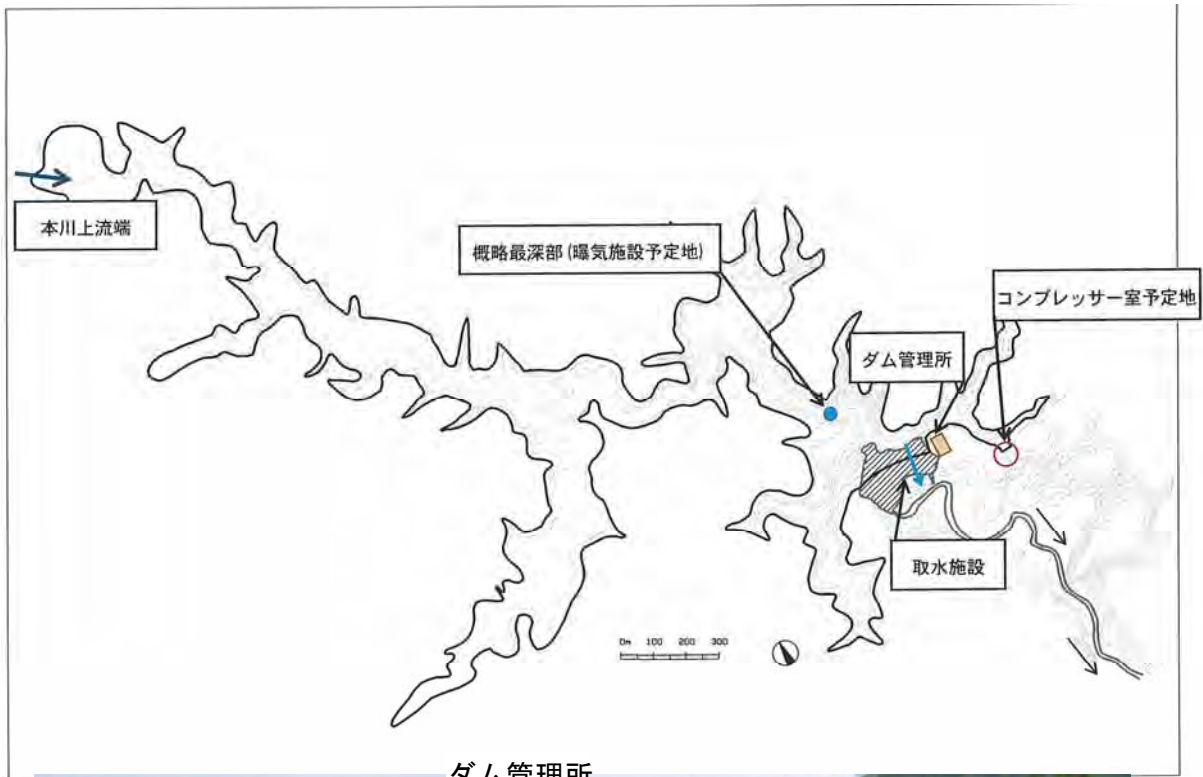 本川上流端
概略最深部(曝気施設予定地)
コンプレッサー室予定地
ダム管理所
取水施設
0m 100 200 300
ダム管理所